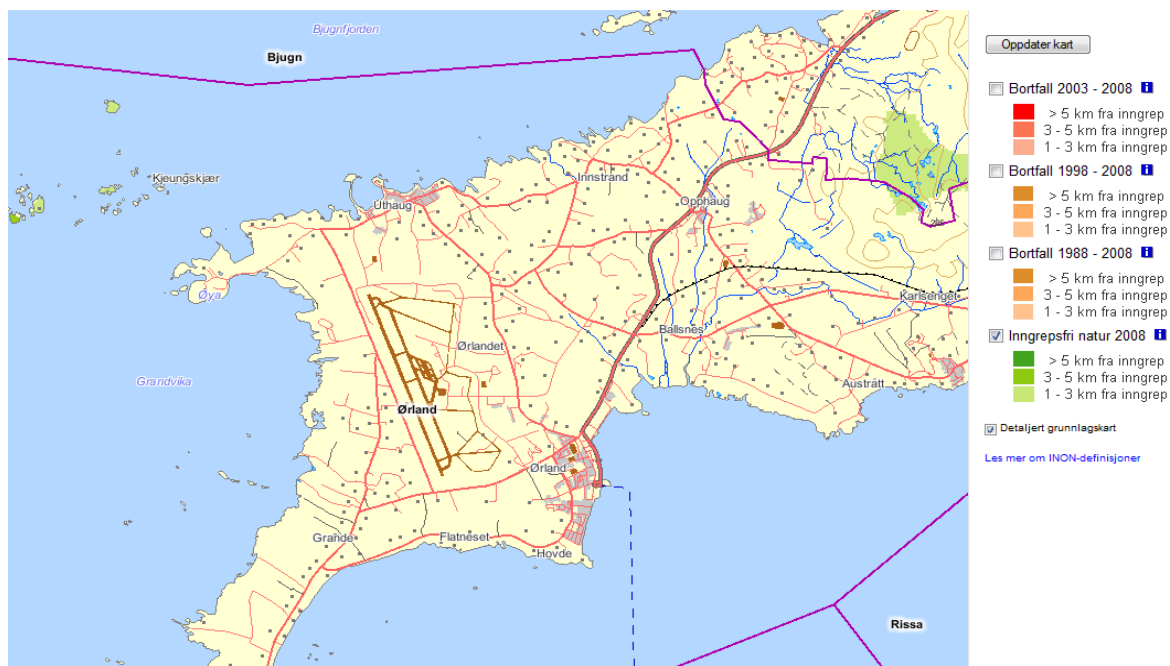 Bjugnfjorden
Bjugn
Kjeungskjær
Uthaug
Innstrand
Opphaug
Øya
Karlsenget
Ballsnes
Ørlandet
Grandvika
Austrått
Ørland
Ørland
Grande
Flatneset
Hovde
Rissa
Oppdater kart
Bortfall 2003 - 2008 i
> 5 km fra inngrep
3 - 5 km fra inngrep
1 - 3 km fra inngrep
Bortfall 1998 - 2008 i
> 5 km fra inngrep
3 - 5 km fra inngrep
1 - 3 km fra inngrep
Bortfall 1988 - 2008 i
> 5 km fra inngrep
3 - 5 km fra inngrep
1 - 3 km fra inngrep
Inngrepsfri natur 2008 i
> 5 km fra inngrep
3 - 5 km fra inngrep
1 - 3 km fra inngrep
Detaljert grunnlagskart
Les mer om INON-definisjoner